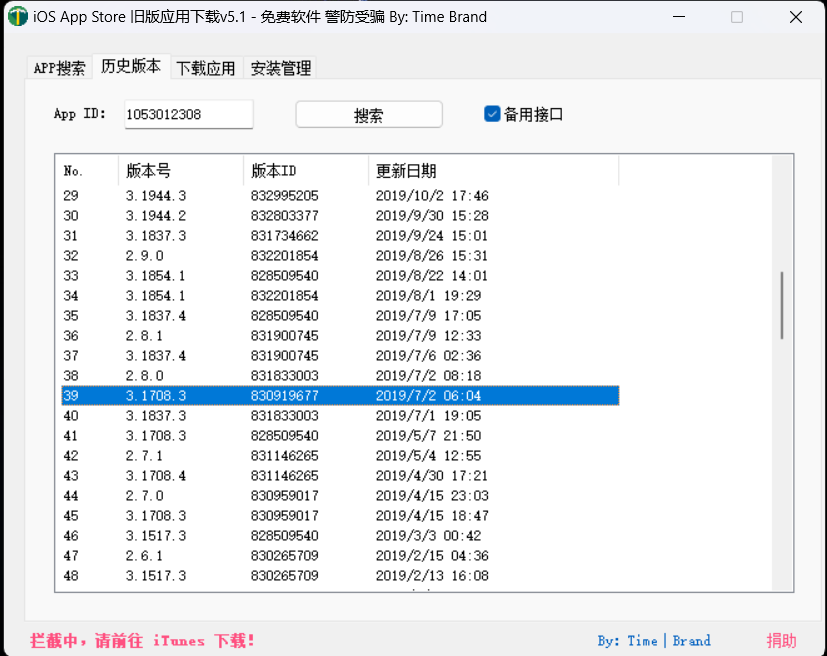 iOS App Store 旧版应用下载v5.1 - 免费软件 警防受骗 By: Time Brand
APP搜索 历史版本 下载应用 安装管理
App ID: 1053012308 搜索 备用接口
No. 版本号 版本ID 更新日期
29 3.1944.3 832995205 2019/10/2 17:46
30 3.1944.2 832803377 2019/9/30 15:28
31 3.1837.3 831734662 2019/9/24 15:01
32 2.9.0 832201854 2019/8/26 15:31
33 3.1854.1 828509540 2019/8/22 14:01
34 3.1854.1 832201854 2019/8/1 19:29
35 3.1837.4 828509540 2019/7/9 17:05
36 2.8.1 831900745 2019/7/9 12:33
37 3.1837.4 831900745 2019/7/6 02:36
38 2.8.0 831833003 2019/7/2 08:18
39 3.1708.3 830919677 2019/7/2 06:04
40 3.1837.3 831833003 2019/7/1 19:05
41 3.1708.3 828509540 2019/5/7 21:50
42 2.7.1 831146265 2019/5/4 12:55
43 3.1708.4 831146265 2019/4/30 17:21
44 2.7.0 830959017 2019/4/15 23:03
45 3.1708.3 830959017 2019/4/15 18:47
46 3.1517.3 828509540 2019/3/3 00:42
47 2.6.1 830265709 2019/2/15 04:36
48 3.1517.3 830265709 2019/2/13 16:08
拦截中，请前往 iTunes 下载! By: Time|Brand 捐助